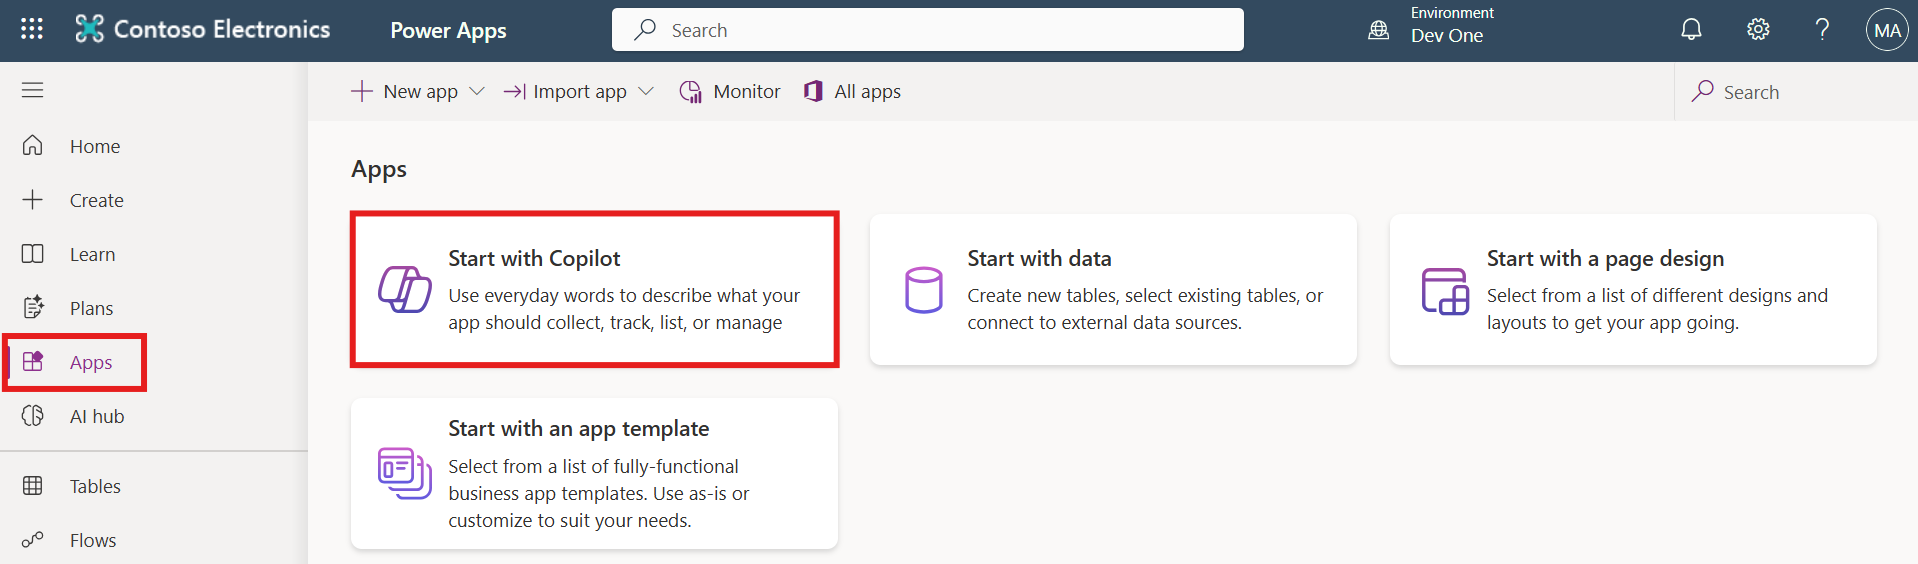 Contoso Electronics
Power Apps
Search
Environment
Dev One
MA
New app
Import app
Monitor
All apps
Search
Home
Create
Learn
Plans
Apps
AI hub
Tables
Flows
Apps
Start with Copilot
Use everyday words to describe what your
app should collect, track, list, or manage
Start with data
Create new tables, select existing tables, or
connect to external data sources.
Start with a page design
Select from a list of different designs and
layouts to get your app going.
Start with an app template
Select from a list of fully-functional
business app templates. Use as-is or
customize to suit your needs.